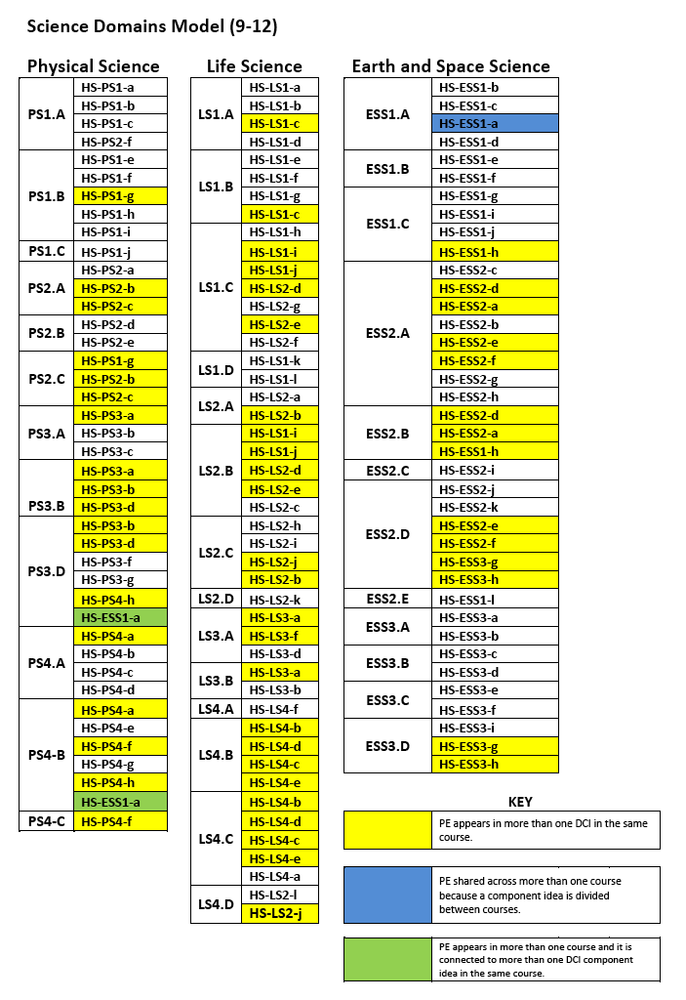 Science Domains Model (9-12)
Physical Science
PS1.A
HS-PS1-a
HS-PS1-b
HS-PS1-c
HS-PS2-f
PS1.B
HS-PS1-e
HS-PS1-f
HS-PS1-g
HS-PS1-h
HS-PS1-i
PS1.C
HS-PS1-j
PS2.A
HS-PS2-a
HS-PS2-b
HS-PS2-c
PS2.B
HS-PS2-d
HS-PS2-e
PS2.C
HS-PS1-g
HS-PS2-b
HS-PS2-c
PS3.A
HS-PS3-a
HS-PS3-b
HS-PS3-c
PS3.B
HS-PS3-a
HS-PS3-b
HS-PS3-d
PS3.D
HS-PS3-b
HS-PS3-d
HS-PS3-f
HS-PS3-g
HS-PS4-h
HS-ESS1-a
PS4.A
HS-PS4-a
HS-PS4-b
HS-PS4-c
HS-PS4-d
PS4-B
HS-PS4-a
HS-PS4-e
HS-PS4-f
HS-PS4-g
HS-PS4-h
HS-ESS1-a
PS4-C
HS-PS4-f
Life Science
LS1.A
HS-LS1-a
HS-LS1-b
HS-LS1-c
HS-LS1-d
LS1.B
HS-LS1-e
HS-LS1-f
HS-LS1-g
HS-LS1-c
LS1.C
HS-LS1-h
HS-LS1-i
HS-LS1-j
HS-LS2-d
HS-LS2-g
HS-LS2-e
HS-LS2-f
LS1.D
HS-LS1-k
HS-LS1-l
LS2.A
HS-LS2-a
HS-LS2-b
LS2.B
HS-LS1-i
HS-LS1-j
HS-LS2-d
HS-LS2-e
HS-LS2-c
LS2.C
HS-LS2-h
HS-LS2-i
HS-LS2-j
HS-LS2-b
LS2.D
HS-LS2-k
LS3.A
HS-LS3-a
HS-LS3-f
HS-LS3-d
LS3.B
HS-LS3-a
HS-LS3-b
LS4.A
HS-LS4-f
LS4.B
HS-LS4-b
HS-LS4-d
HS-LS4-c
HS-LS4-e
LS4.C
HS-LS4-b
HS-LS4-d
HS-LS4-c
HS-LS4-e
HS-LS4-a
LS4.D
HS-LS2-l
HS-LS2-j
Earth and Space Science
ESS1.A
HS-ESS1-b
HS-ESS1-c
HS-ESS1-a
HS-ESS1-d
ESS1.B
HS-ESS1-e
HS-ESS1-f
ESS1.C
HS-ESS1-g
HS-ESS1-i
HS-ESS1-j
HS-ESS1-h
ESS2.A
HS-ESS2-c
HS-ESS2-d
HS-ESS2-a
HS-ESS2-b
HS-ESS2-e
HS-ESS2-f
HS-ESS2-g
HS-ESS2-h
ESS2.B
HS-ESS2-d
HS-ESS2-a
HS-ESS1-h
ESS2.C
HS-ESS2-i
ESS2.D
HS-ESS2-j
HS-ESS2-k
HS-ESS2-e
HS-ESS2-f
HS-ESS3-g
HS-ESS3-h
ESS2.E
HS-ESS1-l
ESS3.A
HS-ESS3-a
HS-ESS3-b
ESS3.B
HS-ESS3-c
HS-ESS3-d
ESS3.C
HS-ESS3-e
HS-ESS3-f
ESS3.D
HS-ESS3-i
HS-ESS3-g
HS-ESS3-h
KEY
PE appears in more than one DCI in the same
course.
PE shared across more than one course
because a component idea is divided
between courses.
PE appears in more than one course and it is
connected to more than one DCI component
idea in the same course.